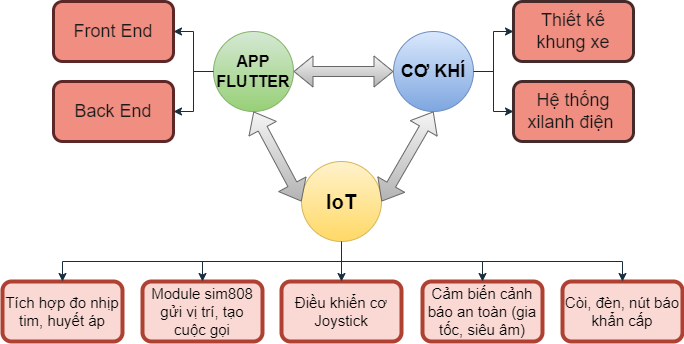 Front End
Back End
APP
FLUTTER
CƠ KHÍ
Thiết kế
khung xe
Hệ thống
xilanh điện
IoT
Tích hợp đo nhịp
tim, huyết áp
Module sim808
gửi vị trí, tạo
cuộc gọi
Điều khiển cơ
Joystick
Cảm biến cảnh
báo an toàn (gia
tốc, siêu âm)
Còi, đèn, nút báo
khẩn cấp